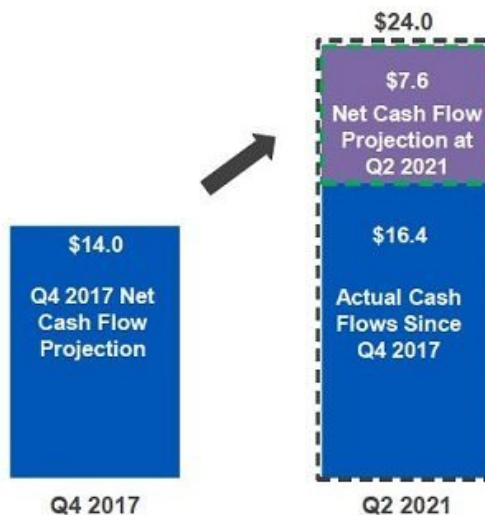 $24.0
$7.6
Net Cash Flow
Projection at
Q2 2021
$14.0
Q4 2017 Net
Cash Flow
Projection
$16.4
Actual Cash
Flows Since
Q4 2017
Q4 2017
Q2 2021